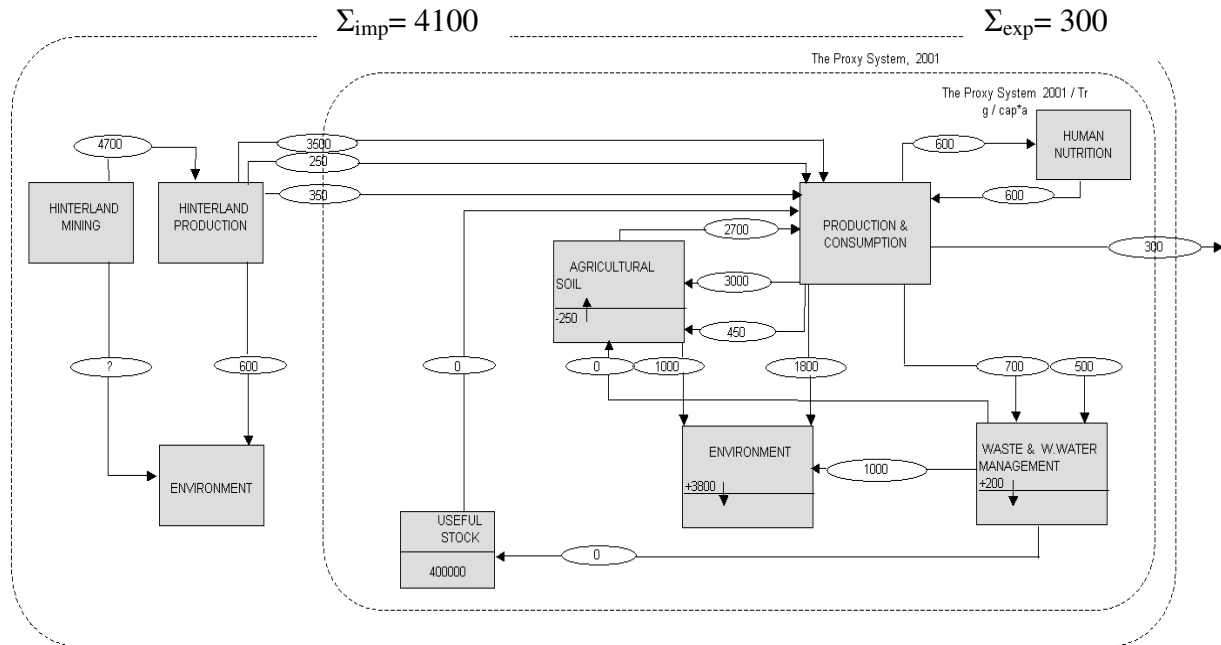 Σimp= 4100
Σexp= 300
The Proxy System, 2001
The Proxy System 2001 / Tr
g / cap*a
HUMAN
NUTRITION
4700
3500
250
350
600
600
HINTERLAND
MINING
HINTERLAND
PRODUCTION
PRODUCTION &
CONSUMPTION
2700
300
AGRICULTURAL
SOIL
-250
3000
450
?
600
0
0
1000
1800
700
500
ENVIRONMENT
ENVIRONMENT
+3800
1000
WASTE & W.WATER
MANAGEMENT
+200
USEFUL
STOCK
400000
0